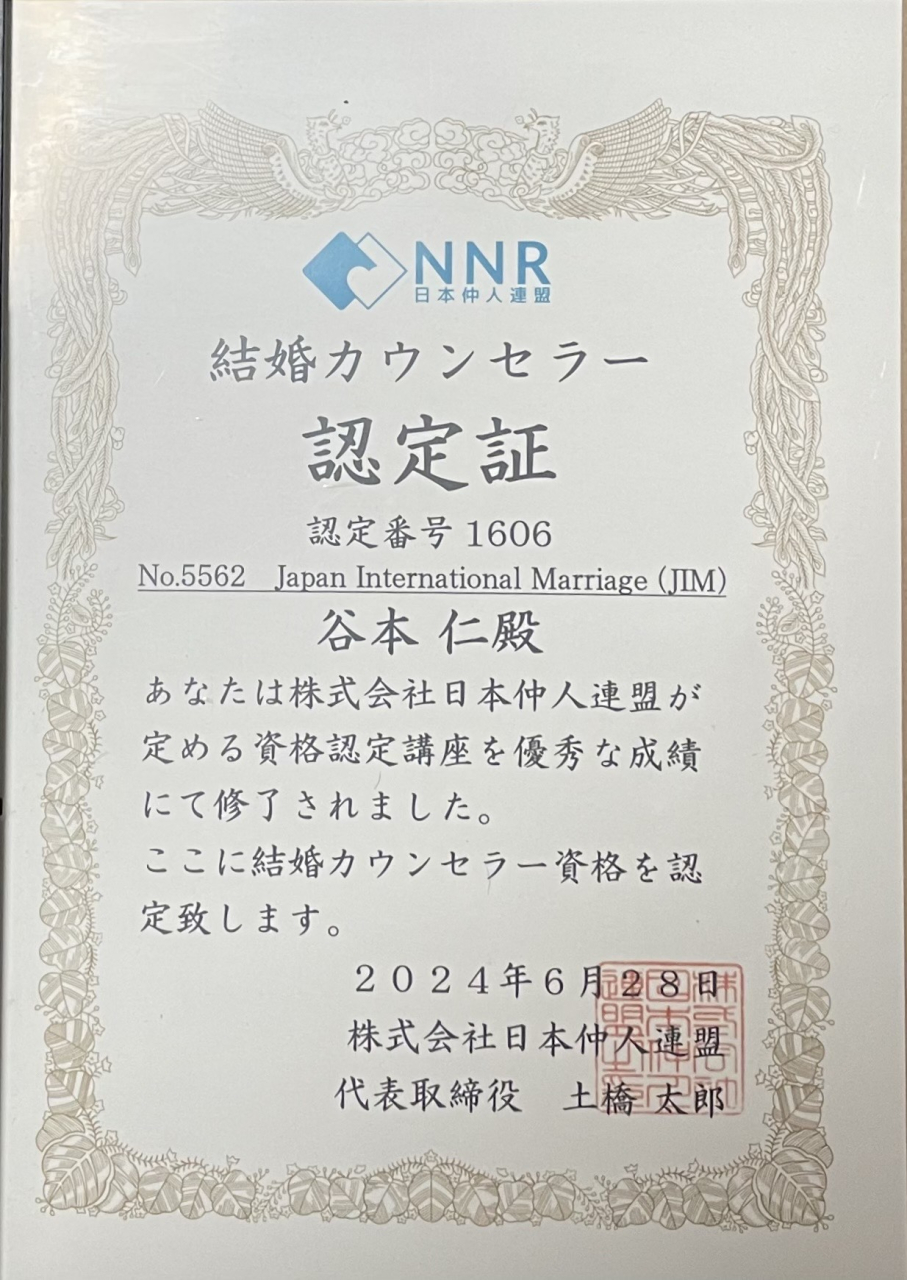 NNR
日本仲人連盟
結婚カウンセラー
認定証
認定番号 1606
No.5562　Japan International Marriage (JIM)
谷本 仁殿
あなたは株式会社日本仲人連盟が
定める資格認定講座を優秀な成績
にて修了されました。
ここに結婚カウンセラー資格を認
定致します。
２０２４年６月２８日
株式会社日本仲人連盟
代表取締役　土橋 太郎